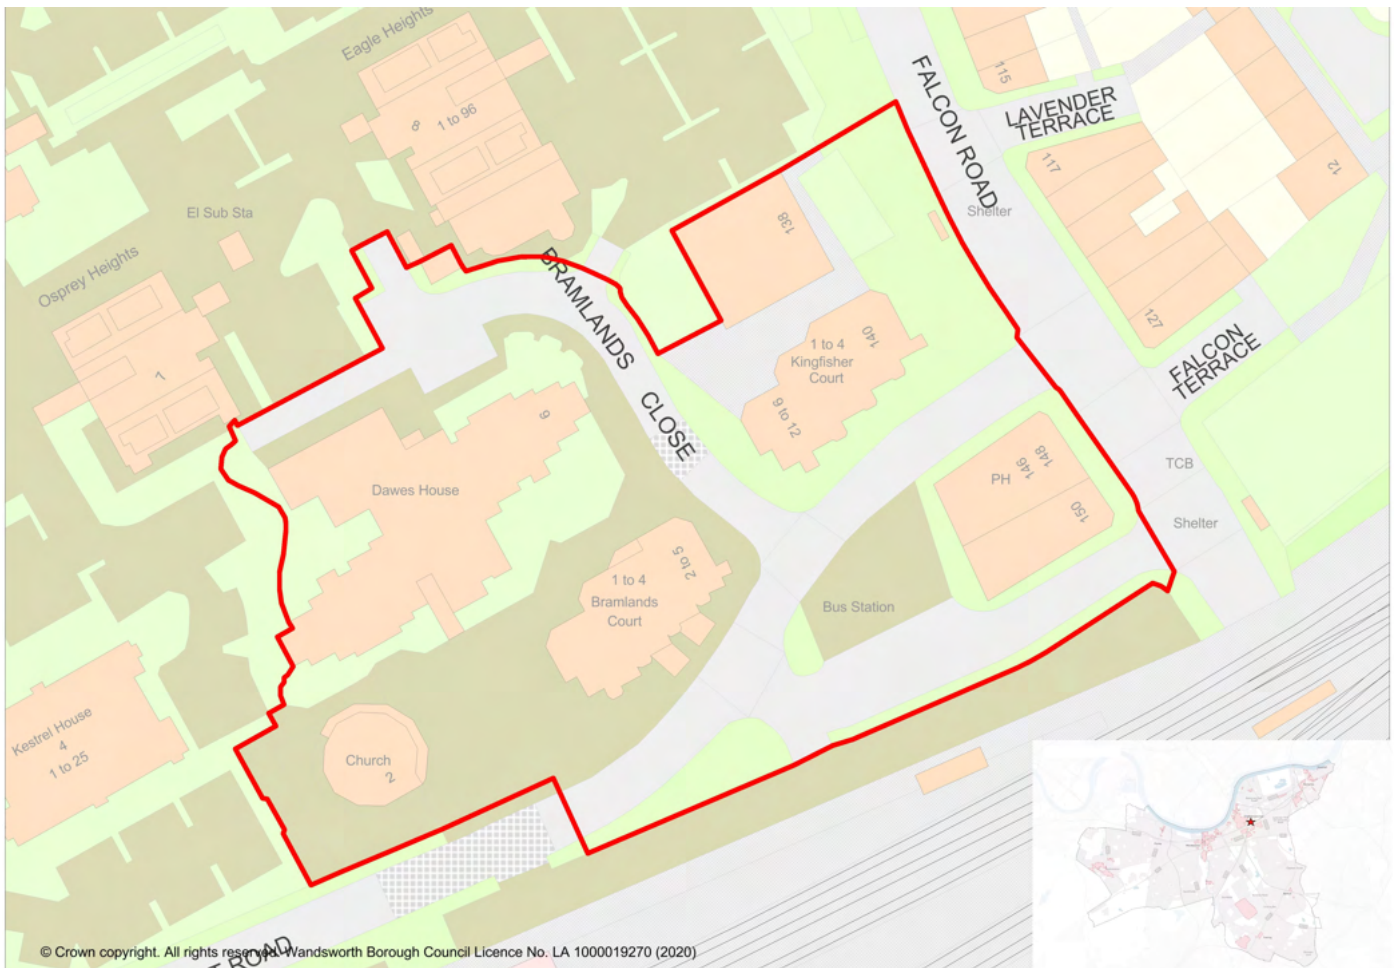 Eagle Heights
8
1 to 96
El Sub Sta
Osprey Heights
1
FALCON ROAD
115
LAVENDER
TERRACE
117
12
Shelter
138
BRAMLANDS CLOSE
140
1 to 4
Kingfisher
Court
9 to 12
127
FALCON
TERRACE
9
Dawes House
PH
146
148
150
TCB
Shelter
2 to 5
1 to 4
Bramlands
Court
Bus Station
Kestrel House
4
1 to 25
Church
2
T ROAD
© Crown copyright. All rights reserved. Wandsworth Borough Council Licence No. LA 1000019270 (2020)